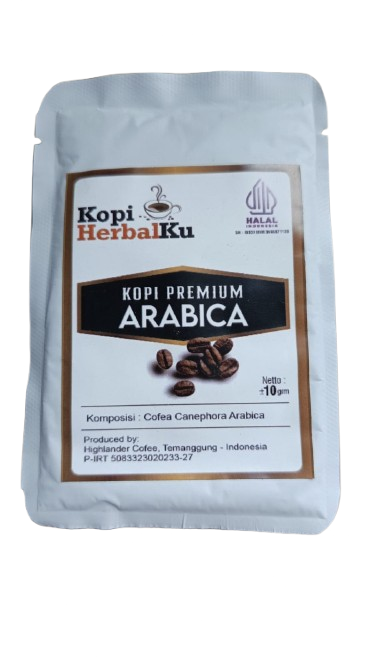 Kopi
HerbalKu
HALAL
INDONESIA
KOPI PREMIUM
ARABICA
Netto :
±10grm
Komposisi : Cofea Canephora Arabica
Produced by:
Highlander Cofee, Temanggung - Indonesia
P-IRT 5083323020233-27